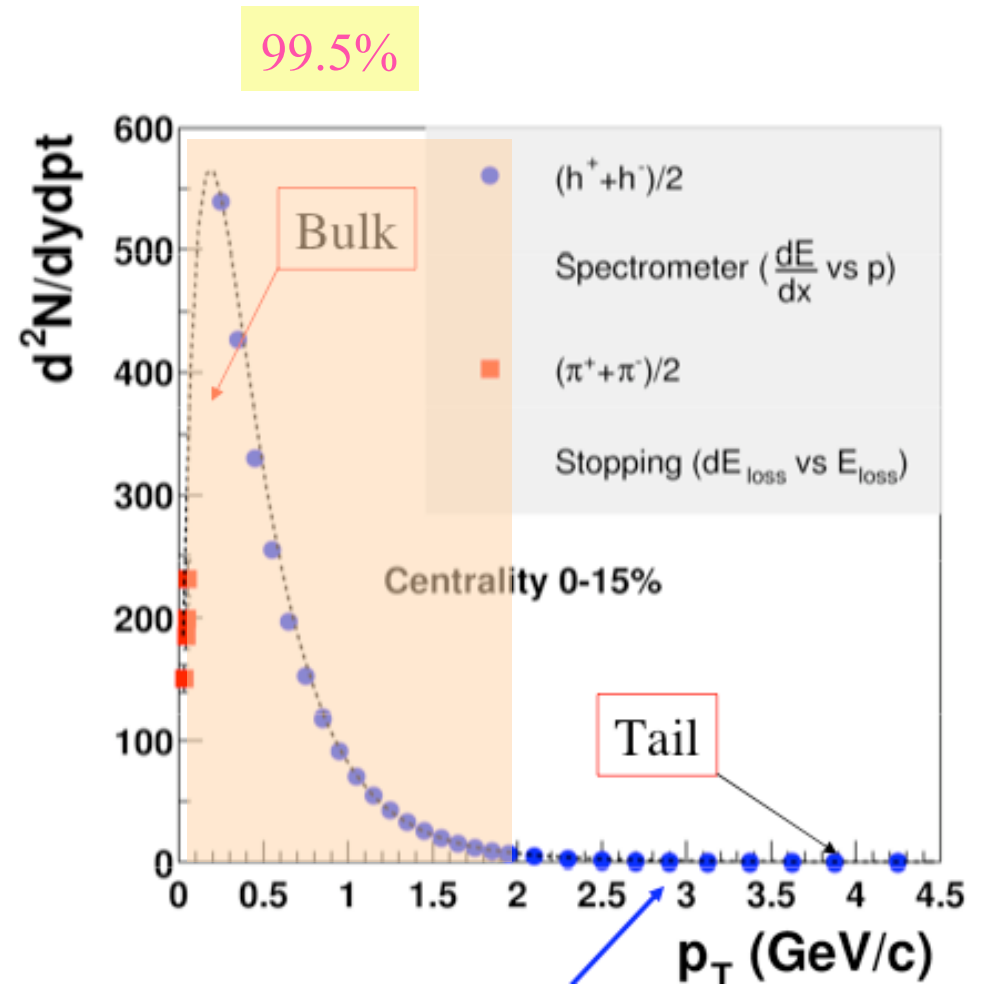 99.5%
d²N/dydpt
600
500
400
300
200
100
0
Bulk
(h⁺+h⁻)/2
Spectrometer (dE/dx vs p)
(π⁺+π⁻)/2
Stopping (dE_loss vs E_loss)
Centrality 0-15%
Tail
0 0.5 1 1.5 2 2.5 3 3.5 4 4.5
p_T (GeV/c)